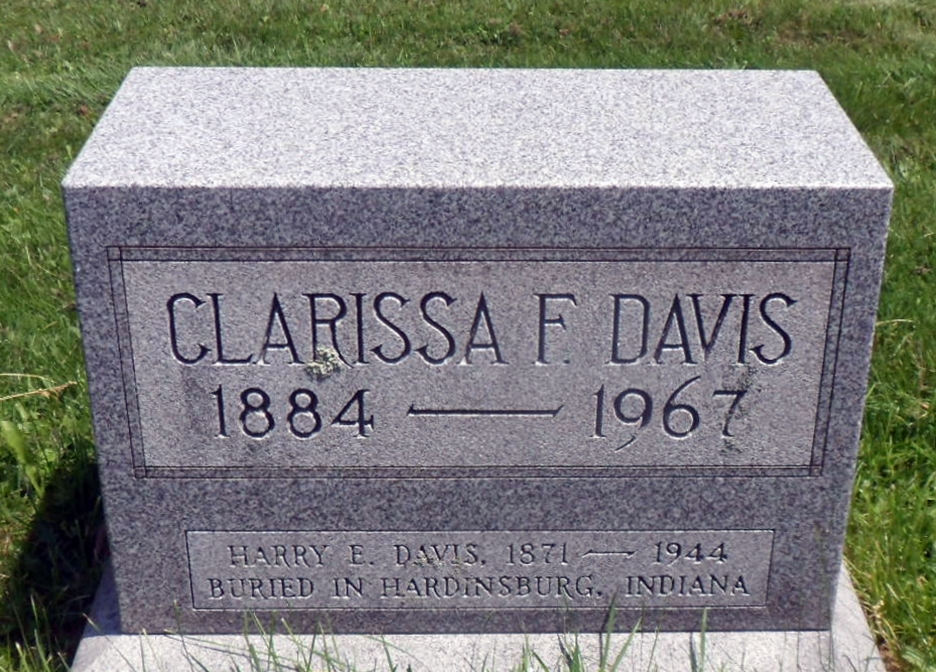 CLARISSA F. DAVIS
1884 — 1967
HARRY E. DAVIS, 1871 — 1944
BURIED IN HARDINSBURG, INDIANA